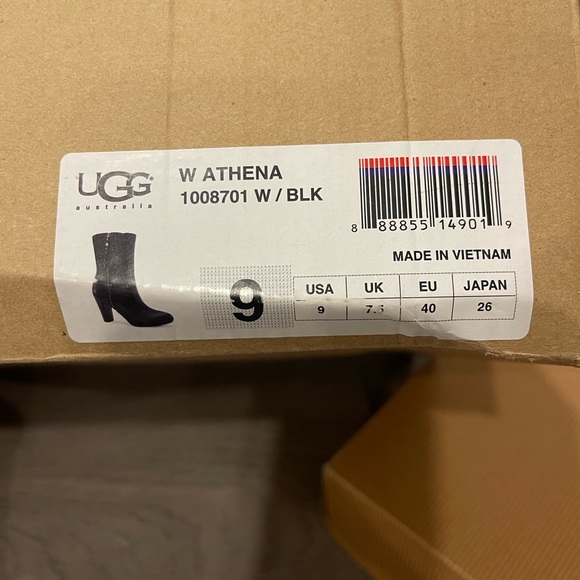 UGG
australia
W ATHENA
1008701 W / BLK
8 88855 14901 9
MADE IN VIETNAM
9
USA UK EU JAPAN
9 7.5 40 26